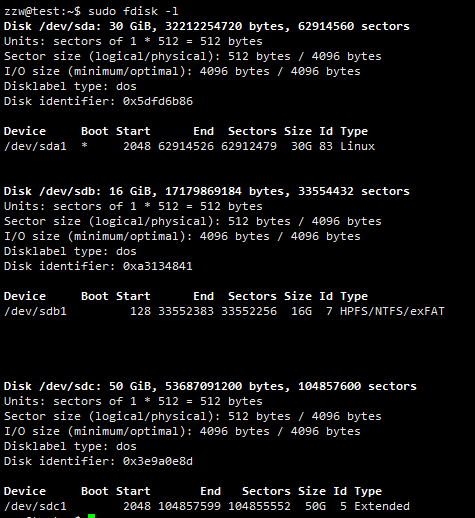 zzw@test:~$ sudo fdisk -l
Disk /dev/sda: 30 GiB, 32212254720 bytes, 62914560 sectors
Units: sectors of 1 * 512 = 512 bytes
Sector size (logical/physical): 512 bytes / 4096 bytes
I/O size (minimum/optimal): 4096 bytes / 4096 bytes
Disklabel type: dos
Disk identifier: 0x5dfd6b86
Device     Boot Start      End  Sectors Size Id Type
/dev/sda1  *     2048 62914526 62912479  30G 83 Linux
Disk /dev/sdb: 16 GiB, 17179869184 bytes, 33554432 sectors
Units: sectors of 1 * 512 = 512 bytes
Sector size (logical/physical): 512 bytes / 4096 bytes
I/O size (minimum/optimal): 4096 bytes / 4096 bytes
Disklabel type: dos
Disk identifier: 0xa3134841
Device     Boot Start      End  Sectors Size Id Type
/dev/sdb1         128 33552383 33552256  16G  7 HPFS/NTFS/exFAT
Disk /dev/sdc: 50 GiB, 53687091200 bytes, 104857600 sectors
Units: sectors of 1 * 512 = 512 bytes
Sector size (logical/physical): 512 bytes / 4096 bytes
I/O size (minimum/optimal): 4096 bytes / 4096 bytes
Disklabel type: dos
Disk identifier: 0x3e9a0e8d
Device     Boot Start       End   Sectors Size Id Type
/dev/sdc1        2048 104857599 104855552  50G  5 Extended